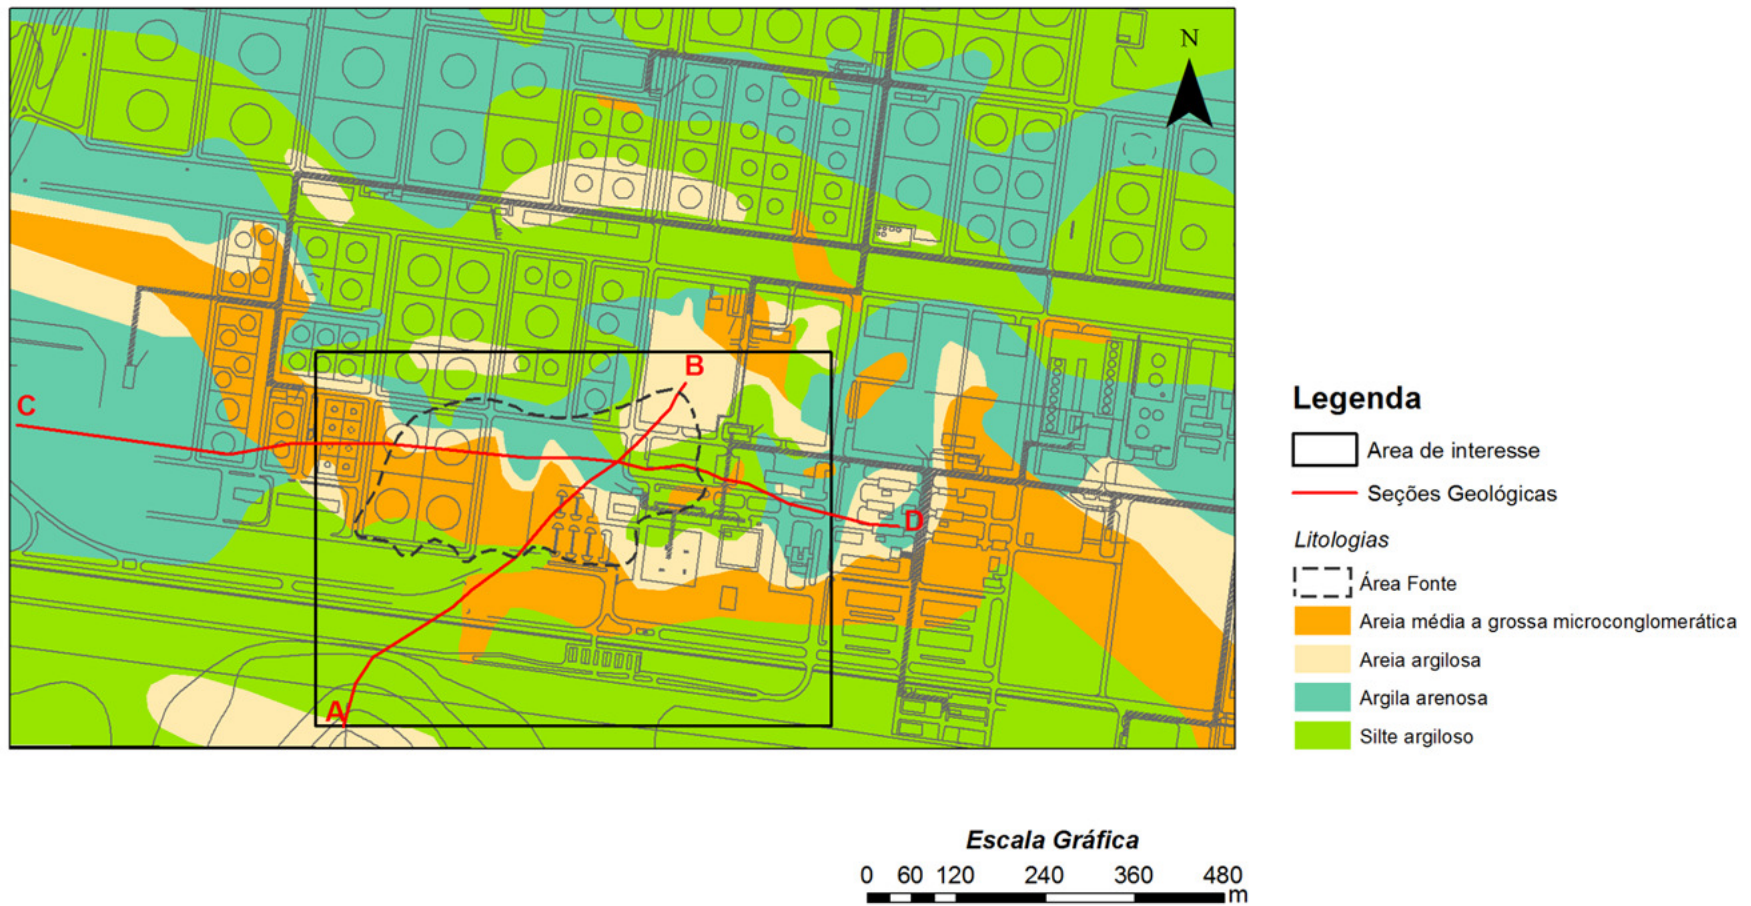 N
B
C
D
A
Legenda
Area de interesse
Seções Geológicas
Litologias
Área Fonte
Areia média a grossa microconglomerática
Areia argilosa
Argila arenosa
Silte argiloso
Escala Gráfica
0 60 120 240 360 480
m